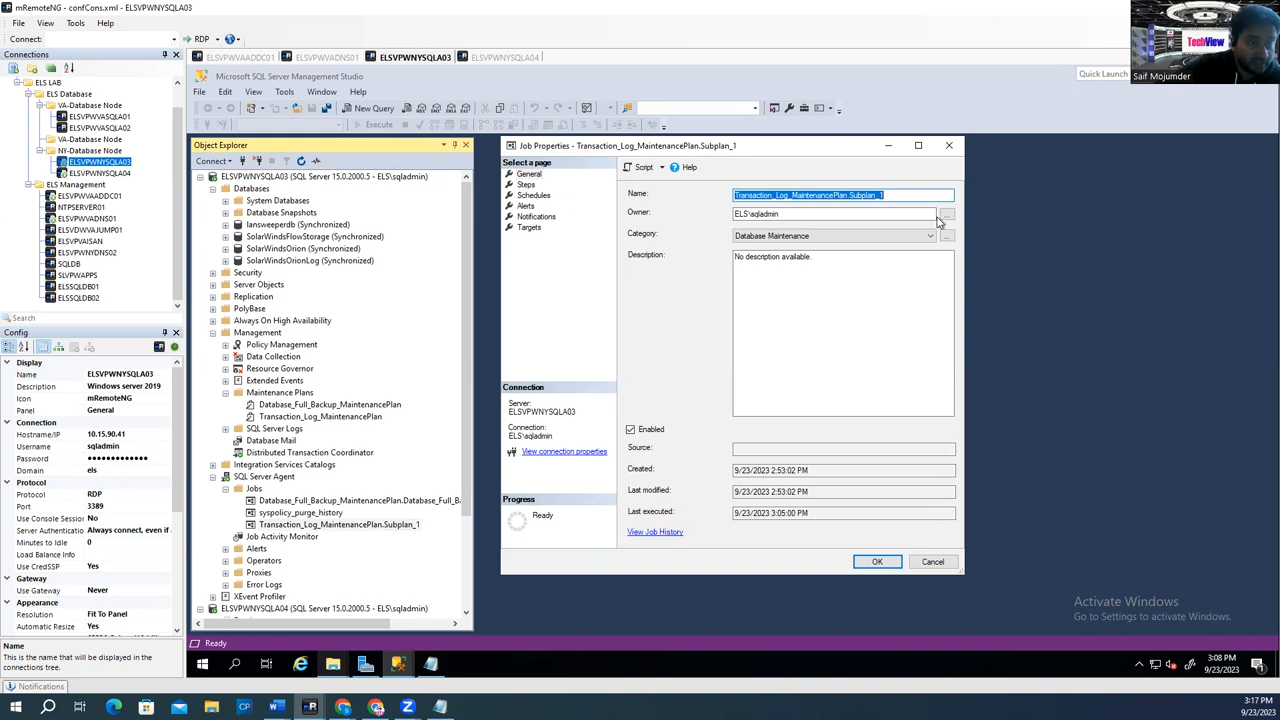 mRemoteNG - confCons.xml - ELSVPWNYSQLA03
File View Tools Help
Connect: RDP
Connections
ELS LAB
ELS Database
VA-Database Node
ELSVPWVASQLA01
ELSVPWVASQLA02
VA-Database Node
NY-Database Node
ELSVPWNYSQLA03
ELSVPWNYSQLA04
ELS Management
ELSVPWVAADDC01
NTPSERVER01
ELSVPWVADNS01
ELSVDWVAJUMP01
SVLPVEVAISAN
ELSVPWNYDNS02
SQLDB
SLVPWAPPS
ELSSQLDB01
ELSSQLDB02
Search
Config
Display
Name ELSVPWNYSQLA03
Description Windows server 2019
Icon mRemoteNG
Panel General
Connection
Hostname/IP 10.15.90.41
Username sqladmin
Password ●●●●●●●●●●●●●
Domain els
Protocol
Protocol RDP
Port 3389
Use Console Session No
Server Authentication Always connect, even if a
Minutes to Idle 0
Load Balance Info
Use CredSSP Yes
Gateway
Use Gateway Never
Appearance
Resolution Fit To Panel
Automatic Resize Yes
Name
This is the name that will be displayed in the connections tree.
Notifications
ELSVPWVAADDC01 ELSVPWVADNS01 ELSVPWNYSQLA03 ELSVPWNYSQLA04
Microsoft SQL Server Management Studio
Quick Launch
File Edit View Tools Window Help
New Query
Execute
Object Explorer
Connect
ELSVPWNYSQLA03 (SQL Server 15.0.2000.5 - ELS\sqladmin)
Databases
System Databases
Database Snapshots
lansweeperdb (Synchronized)
SolarWindsFlowStorage (Synchronized)
SolarWindsOrion (Synchronized)
SolarWindsOrionLog (Synchronized)
Security
Server Objects
Replication
PolyBase
Always On High Availability
Management
Policy Management
Data Collection
Resource Governor
Extended Events
Maintenance Plans
Database_Full_Backup_MaintenancePlan
Transaction_Log_MaintenancePlan
SQL Server Logs
Database Mail
Distributed Transaction Coordinator
Integration Services Catalogs
SQL Server Agent
Jobs
Database_Full_Backup_MaintenancePlan.Database_Full_B
syspolicy_purge_history
Transaction_Log_MaintenancePlan.Subplan_1
Job Activity Monitor
Alerts
Operators
Proxies
Error Logs
XEvent Profiler
ELSVPWNYSQLA04 (SQL Server 15.0.2000.5 - ELS\sqladmin)
Ready
Job Properties - Transaction_Log_MaintenancePlan.Subplan_1
Select a page
General
Steps
Schedules
Alerts
Notifications
Targets
Connection
Server:
ELSVPWNYSQLA03
Connection:
ELS\sqladmin
View connection properties
Progress
Ready
Script Help
Name: Transaction_Log_MaintenancePlan.Subplan_1
Owner: ELS\sqladmin ...
Category: Database Maintenance ...
Description: No description available.
Enabled
Source:
Created: 9/23/2023 2:53:02 PM
Last modified: 9/23/2023 2:53:02 PM
Last executed: 9/23/2023 3:05:00 PM
View Job History
OK Cancel
TechView
Saif Mojumder
Activate Windows
Go to Settings to activate Windows.
3:08 PM
9/23/2023
3:17 PM
9/23/2023